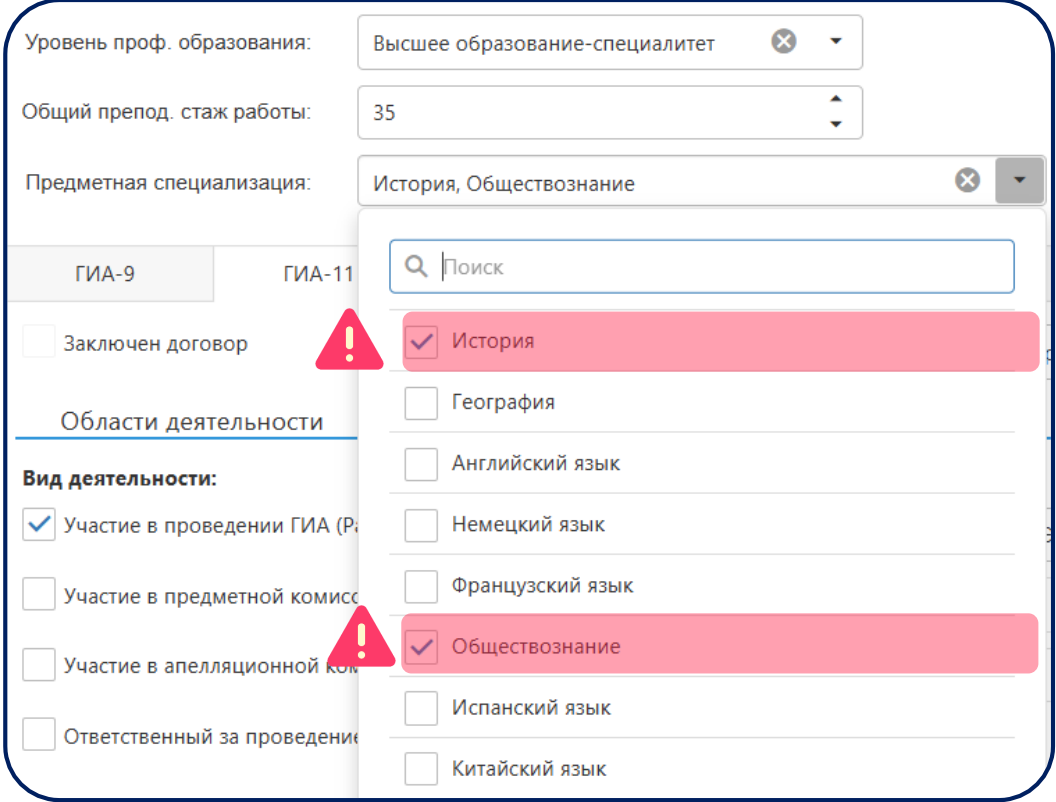 Уровень проф. образования:
Высшее образование-специалитет
Общий препод. стаж работы:
35
Предметная специализация:
История, Обществознание
ГИА-9
ГИА-11
Поиск
Заключен договор
История
География
Области деятельности
Английский язык
Вид деятельности:
Участие в проведении ГИА (Ра
Немецкий язык
Французский язык
Участие в предметной комисс
Обществознание
Участие в апелляционной ком
Испанский язык
Ответственный за проведение
Китайский язык